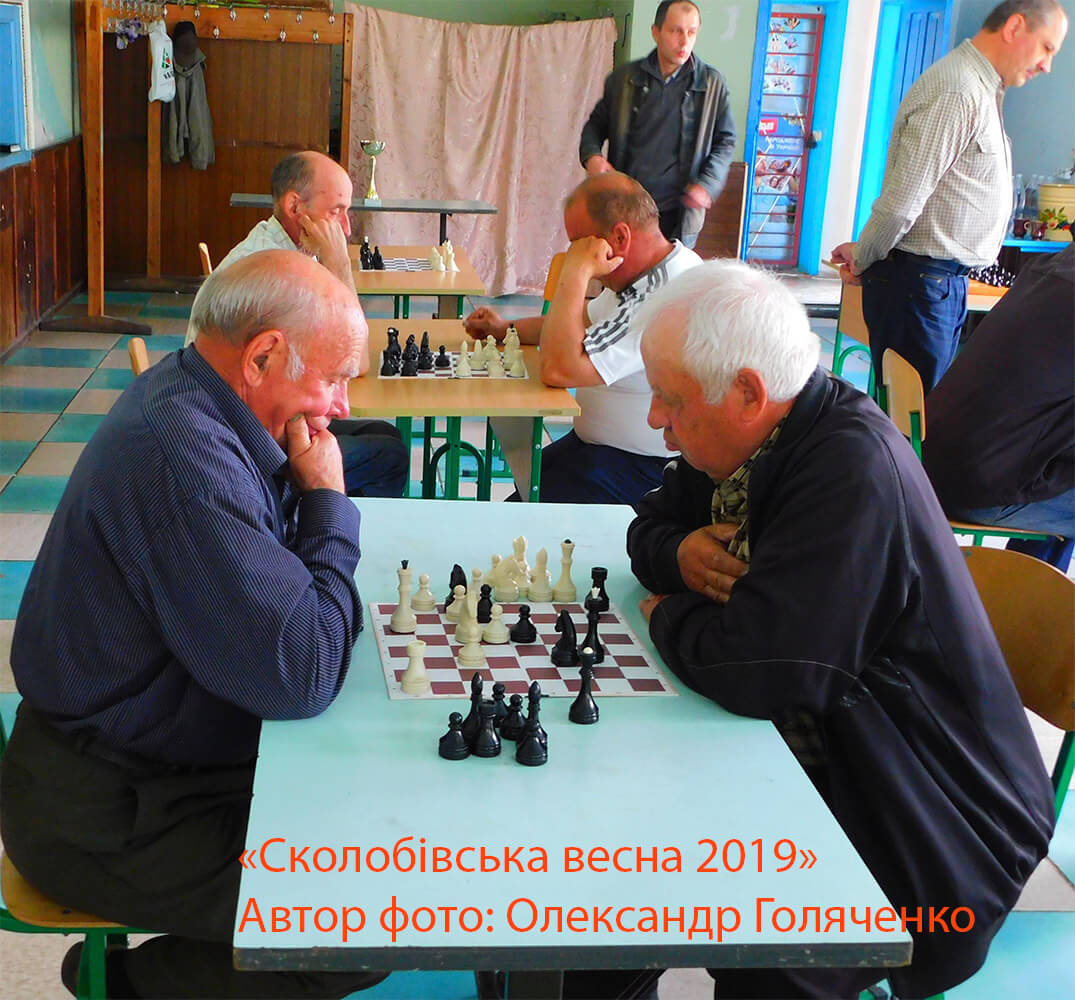 «Сколобівська весна 2019»
Автор фото: Олександр Голяченко